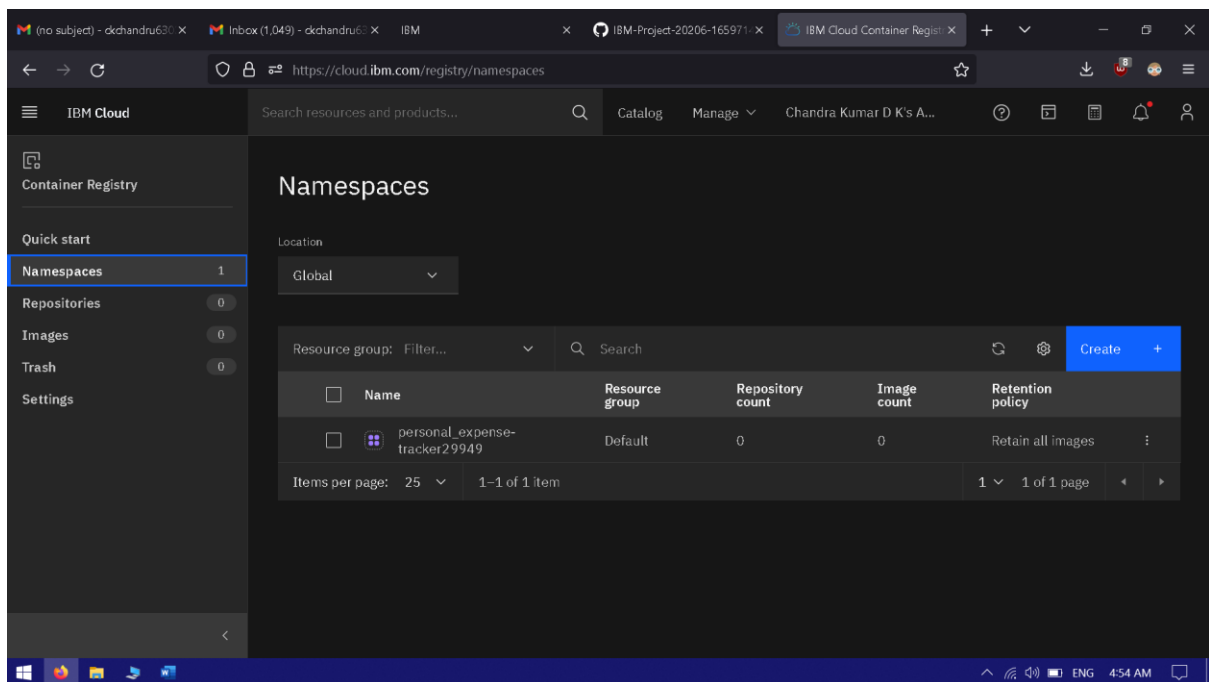 (no subject) - dkchandru630 Inbox (1,049) - ckchandru63 IBM IBM-Project-20206-165971 IBM Cloud Container Regist
https://cloud.ibm.com/registry/namespaces 8
IBM Cloud Search resources and products... Catalog Manage Chandra Kumar D K's A...
Container Registry
Namespaces
Quick start
Location
Namespaces 1
Global
Repositories 0
Images 0
Resource group: Filter... Search Create +
Trash 0
Name Resource group Repository count Image count Retention policy
Settings
personal_expense-
tracker29949 Default 0 0 Retain all images
Items per page: 25 1–1 of 1 item 1 1 of 1 page
ENG 4:54 AM